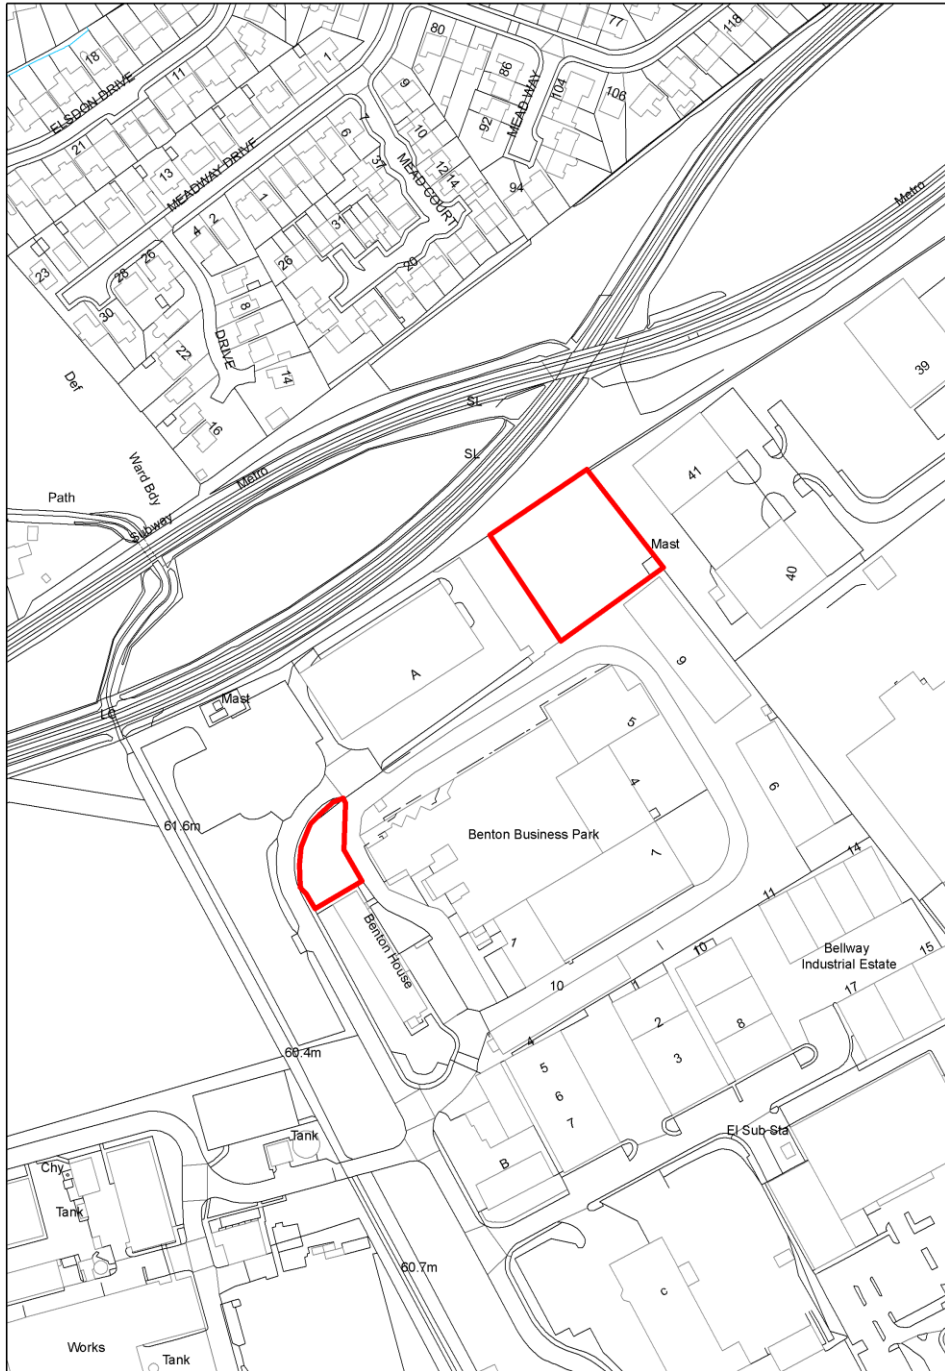 80
77
118
18
1
86
11
9
104
106
ELSDON DRIVE
MEAD WAY
92
7
6
10
21
12
14
37
MEAD COURT
13
MEADWAY DRIVE
94
Metro
1
2
4
31
26
26
29
23
28
8
30
DRIVE
22
14
39
Def
SL
16
SL
Ward Bdy
Metro
41
Path
Subway
Mast
40
9
A
Mast
LC
5
4
6
61.6m
Benton Business Park
7
14
11
Benton House
1
10
Bellway
Industrial Estate
15
10
17
1
2
8
4
60.4m
5
3
6
7
Tank
El Sub Sta
B
Chy
Tank
60.7m
c
Works
Tank